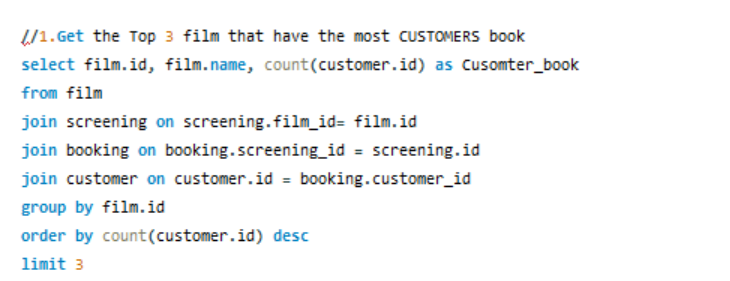 //1.Get the Top 3 film that have the most CUSTOMERS book
select film.id, film.name, count(customer.id) as Cusomter_book
from film
join screening on screening.film_id= film.id
join booking on booking.screening_id = screening.id
join customer on customer.id = booking.customer_id
group by film.id
order by count(customer.id) desc
limit 3